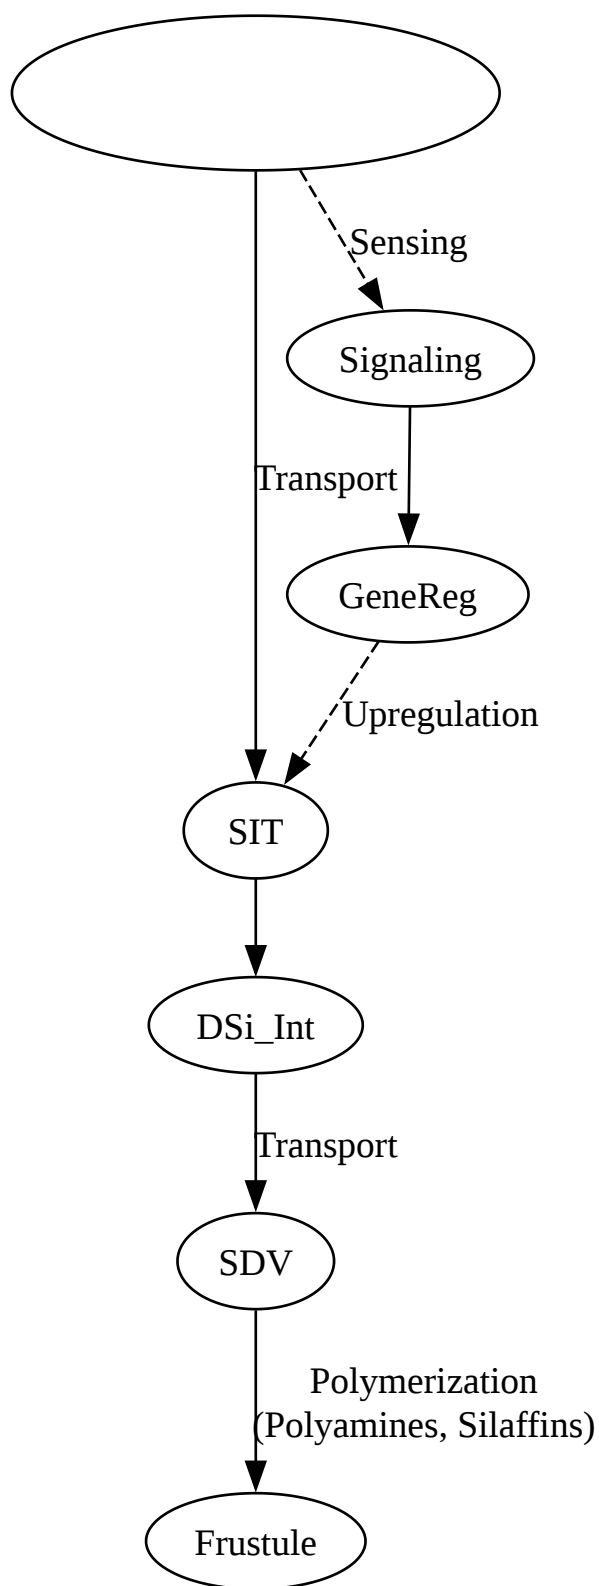 Sensing
Signaling
Transport
GeneReg
Upregulation
SIT
DSi_Int
Transport
SDV
Polymerization
(Polyamines, Silaffins)
Frustule